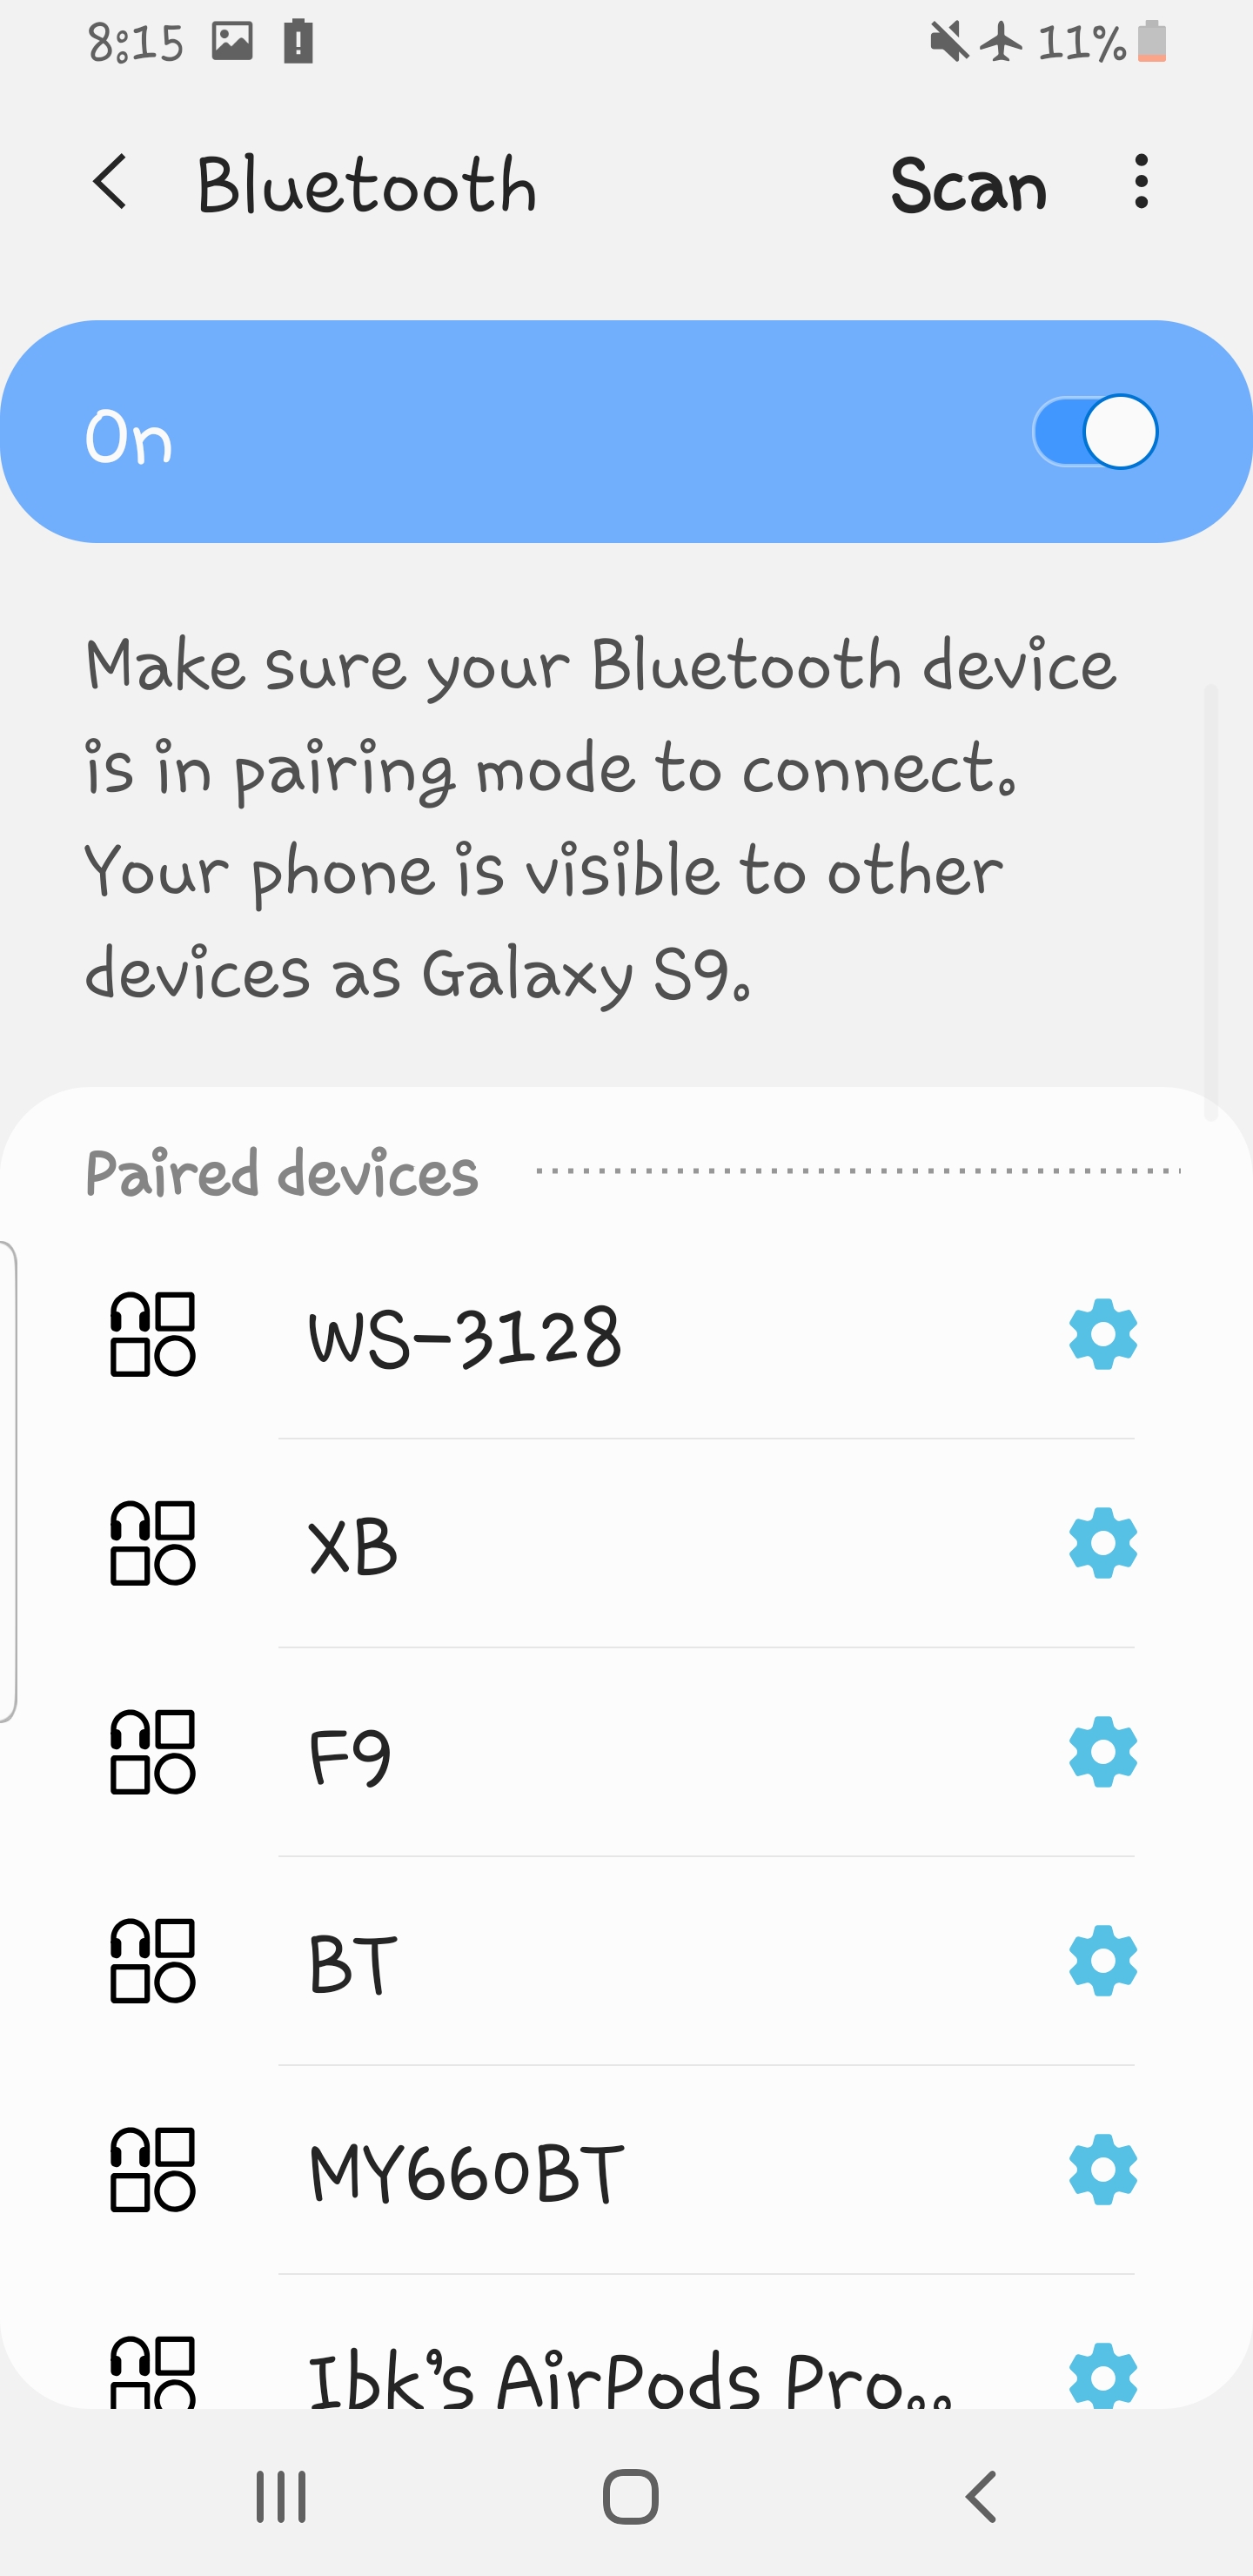 8:15 11%
Bluetooth Scan
On
Make sure your Bluetooth device
is in pairing mode to connect.
Your phone is visible to other
devices as Galaxy S9.
Paired devices
WS-3128
XB
F9
BT
MY660BT
Ibk's AirPods Pro..